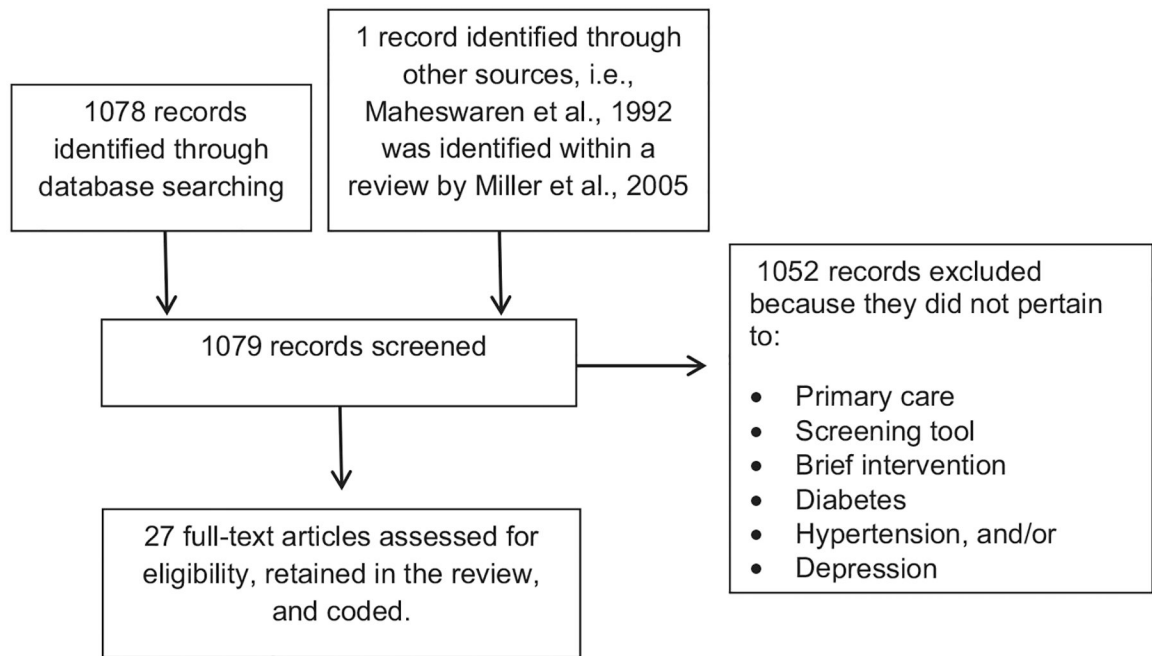 1078 records
identified through
database searching
1 record identified through
other sources, i.e.,
Maheswaren et al., 1992
was identified within a
review by Miller et al., 2005
1079 records screened
1052 records excluded
because they did not pertain
to:
• Primary care
• Screening tool
• Brief intervention
• Diabetes
• Hypertension, and/or
• Depression
27 full-text articles assessed for
eligibility, retained in the review,
and coded.